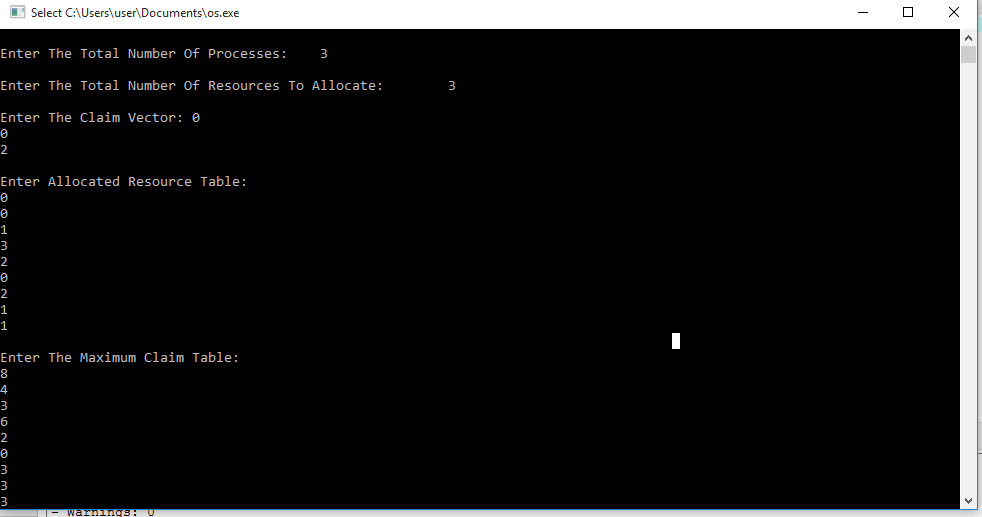 Select C:\Users\user\Documents\os.exe
Enter The Total Number Of Processes: 3
Enter The Total Number Of Resources To Allocate: 3
Enter The Claim Vector: 0
0
2
Enter Allocated Resource Table:
0
0
1
3
2
0
2
1
1
Enter The Maximum Claim Table:
8
4
3
6
2
0
3
3
3
- Warnings: 0